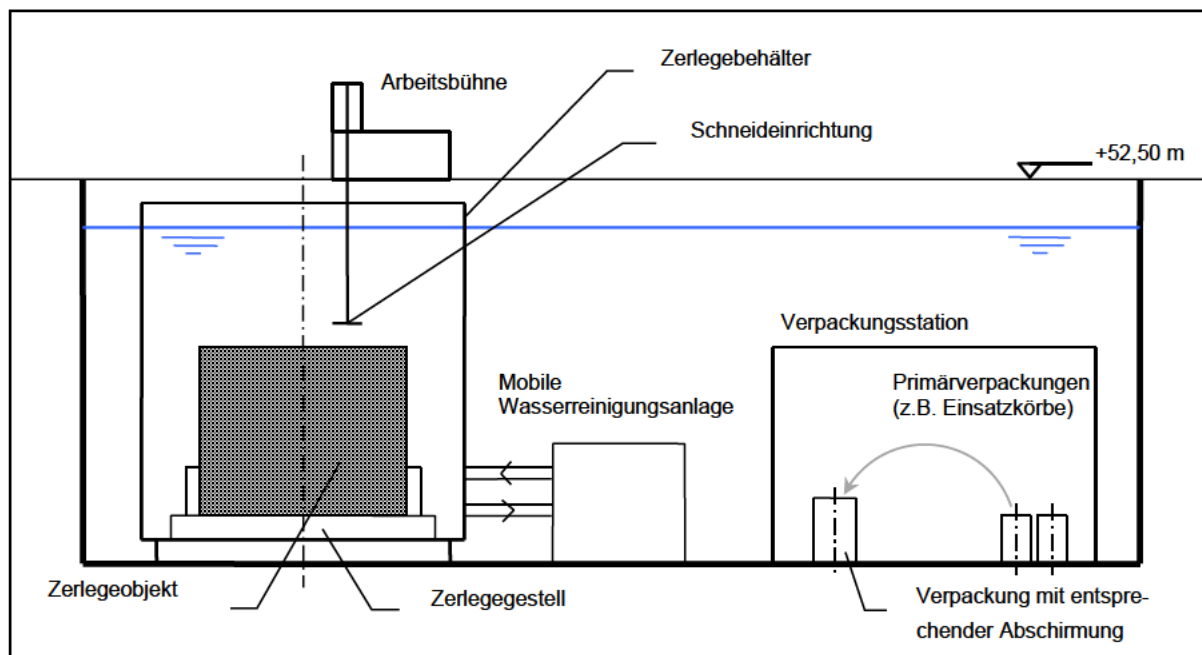 Zerlegebehälter
Arbeitsbühne
Schneideinrichtung
+52,50 m
Verpackungsstation
Mobile
Wasserreinigungsanlage
Primärverpackungen
(z.B. Einsatzkörbe)
Zerlegeobjekt
Zerlegegestell
Verpackung mit entspre-
chender Abschirmung